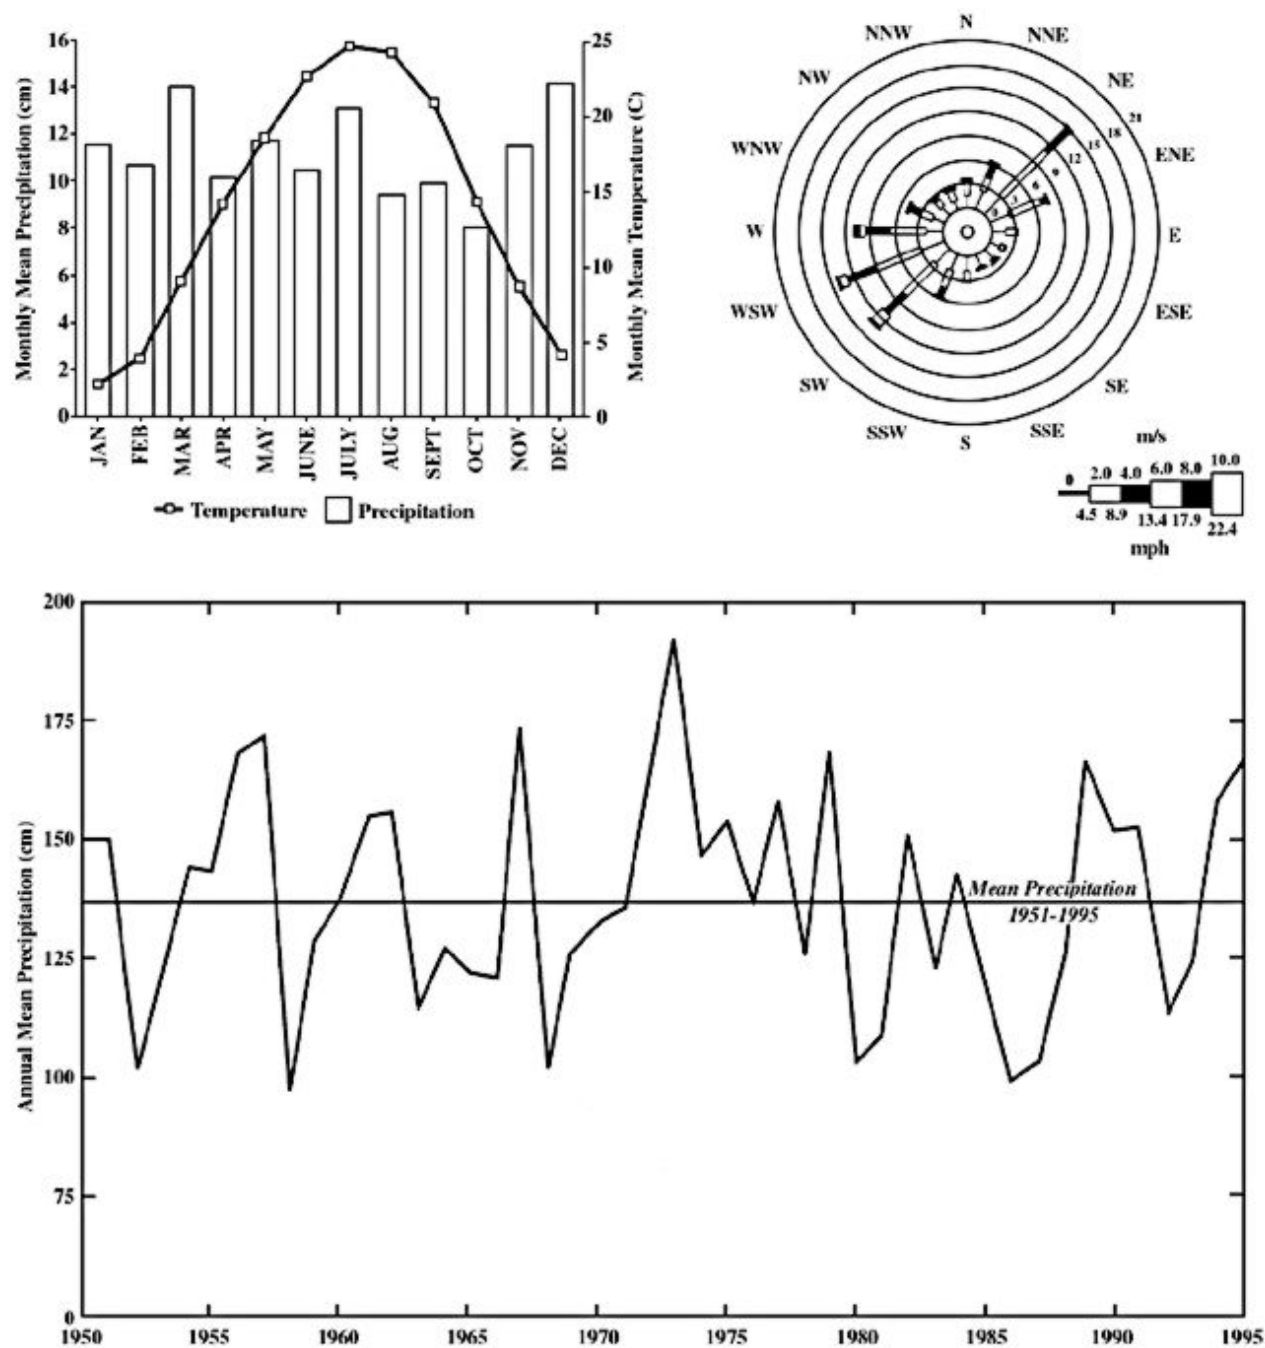 Monthly Mean Precipitation (cm)
16
14
12
10
8
6
4
2
0
25
20
15
10
5
0
Monthly Mean Temperature (C)
JAN FEB MAR APR MAY JUNE JULY AUG SEPT OCT NOV DEC
Temperature Precipitation
N
NNE
NE
ENE
E
ESE
SE
SSE
S
SSW
SW
WSW
W
WNW
NW
NNW
3 6 9 12 15 18 21
m/s
0 2.0 4.0 6.0 8.0 10.0
4.5 8.9 13.4 17.9 22.4
mph
Annual Mean Precipitation (cm)
200
175
150
125
100
75
0
Mean Precipitation
1951-1995
1950 1955 1960 1965 1970 1975 1980 1985 1990 1995